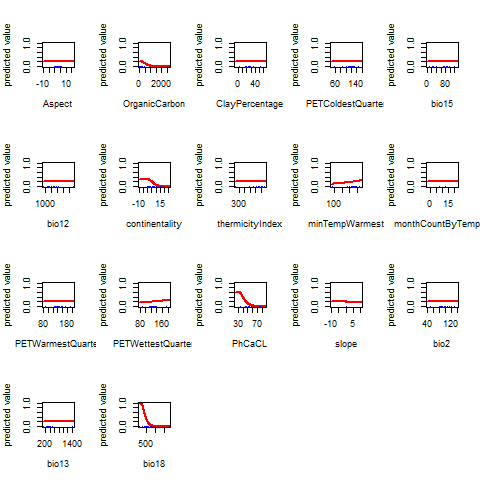 predicted value 0.0 1.0 -10 0 10 Aspect
predicted value 0.0 1.0 0 2000 OrganicCarbon
predicted value 0.0 1.0 0 40 ClayPercentage
predicted value 0.0 1.0 60 140 PETColdestQuarte
predicted value 0.0 1.0 0 80 bio15
predicted value 0.0 1.0 1000 bio12
predicted value 0.0 1.0 -10 15 continentality
predicted value 0.0 1.0 300 thermicityIndex
predicted value 0.0 1.0 100 minTempWarmest
predicted value 0.0 1.0 0 15 monthCountByTemp
predicted value 0.0 1.0 80 180 PETWarmestQuarte
predicted value 0.0 1.0 80 160 PETWettestQuarte
predicted value 0.0 1.0 30 70 PhCaCL
predicted value 0.0 1.0 -10 5 slope
predicted value 0.0 1.0 40 120 bio2
predicted value 0.0 1.0 200 1400 bio13
predicted value 0.0 1.0 500 bio18